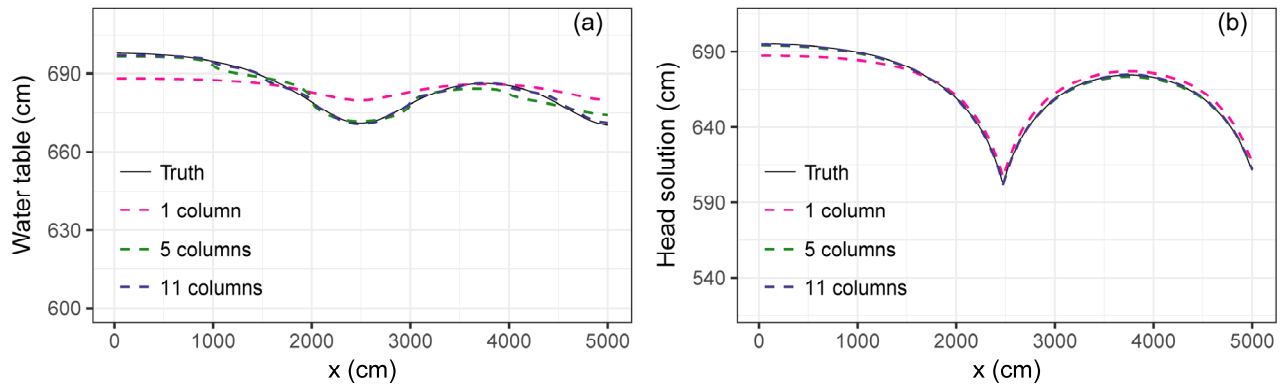 (a)
Water table (cm)
690
660
630
600
Truth
1 column
5 columns
11 columns
0 1000 2000 3000 4000 5000
x (cm)
(b)
Head solution (cm)
690
640
590
540
Truth
1 column
5 columns
11 columns
0 1000 2000 3000 4000 5000
x (cm)